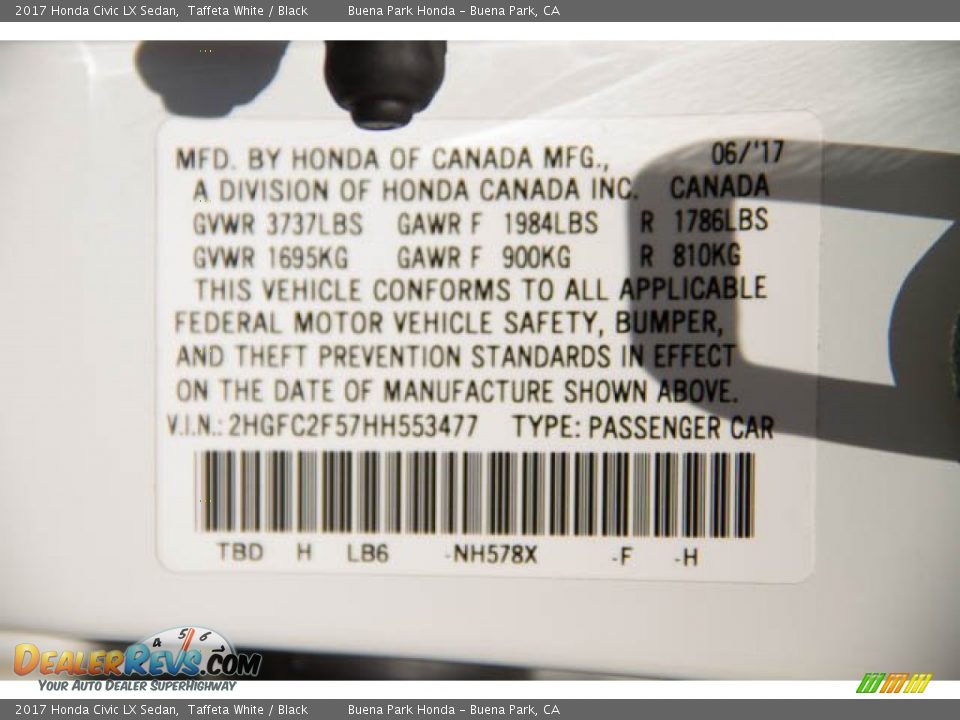 2017 Honda Civic LX Sedan, Taffeta White / Black Buena Park Honda – Buena Park, CA
MFD. BY HONDA OF CANADA MFG., 06/'17
A DIVISION OF HONDA CANADA INC. CANADA
GVWR 3737LBS GAWR F 1984LBS R 1786LBS
GVWR 1695KG GAWR F 900KG R 810KG
THIS VEHICLE CONFORMS TO ALL APPLICABLE
FEDERAL MOTOR VEHICLE SAFETY, BUMPER,
AND THEFT PREVENTION STANDARDS IN EFFECT
ON THE DATE OF MANUFACTURE SHOWN ABOVE.
V.I.N.: 2HGFC2F57HH553477 TYPE: PASSENGER CAR
TBD H LB6 -NH578X -F -H
4 5 6
DEALERREVS.COM
YOUR AUTO DEALER SUPERHIGHWAY
2017 Honda Civic LX Sedan, Taffeta White / Black Buena Park Honda – Buena Park, CA